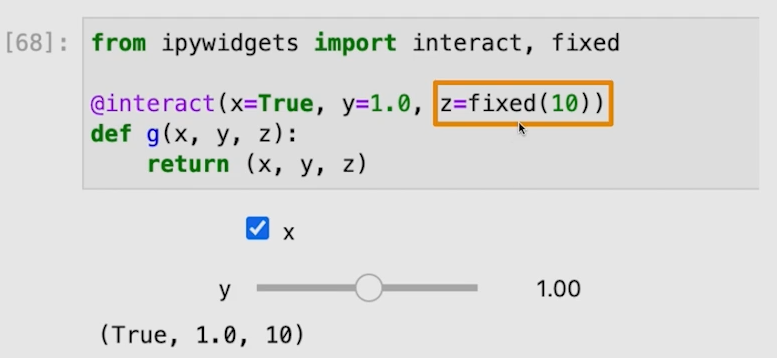 [68]: from ipywidgets import interact, fixed
@interact(x=True, y=1.0, z=fixed(10))
def g(x, y, z):
    return (x, y, z)
x
y 1.00
(True, 1.0, 10)